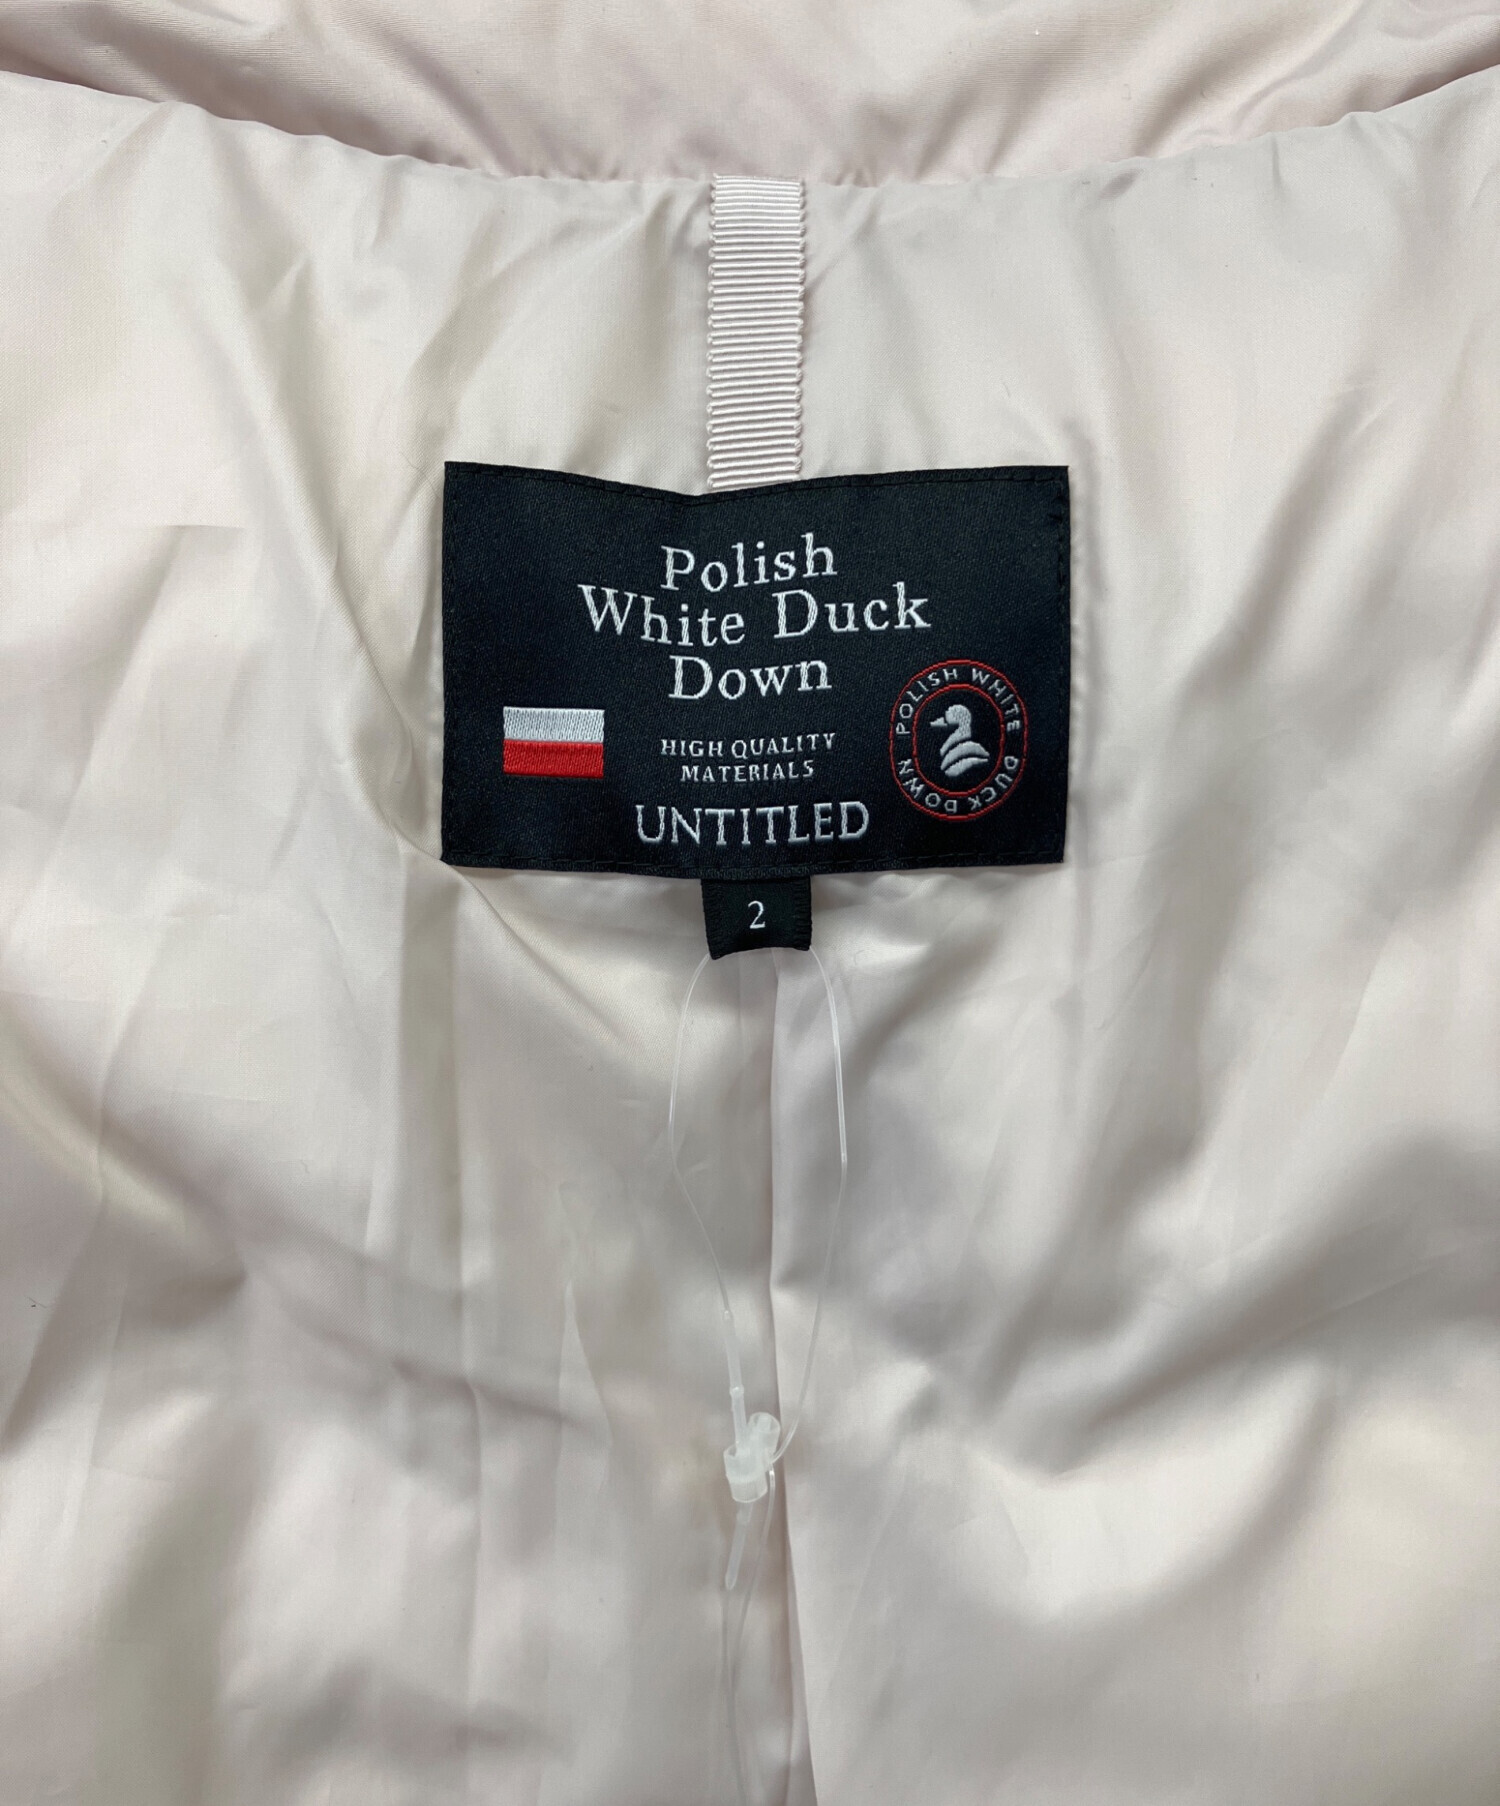 Polish
White Duck
Down
HIGH QUALITY
MATERIALS
UNTITLED
POLISH WHITE DUCK DOWN
2